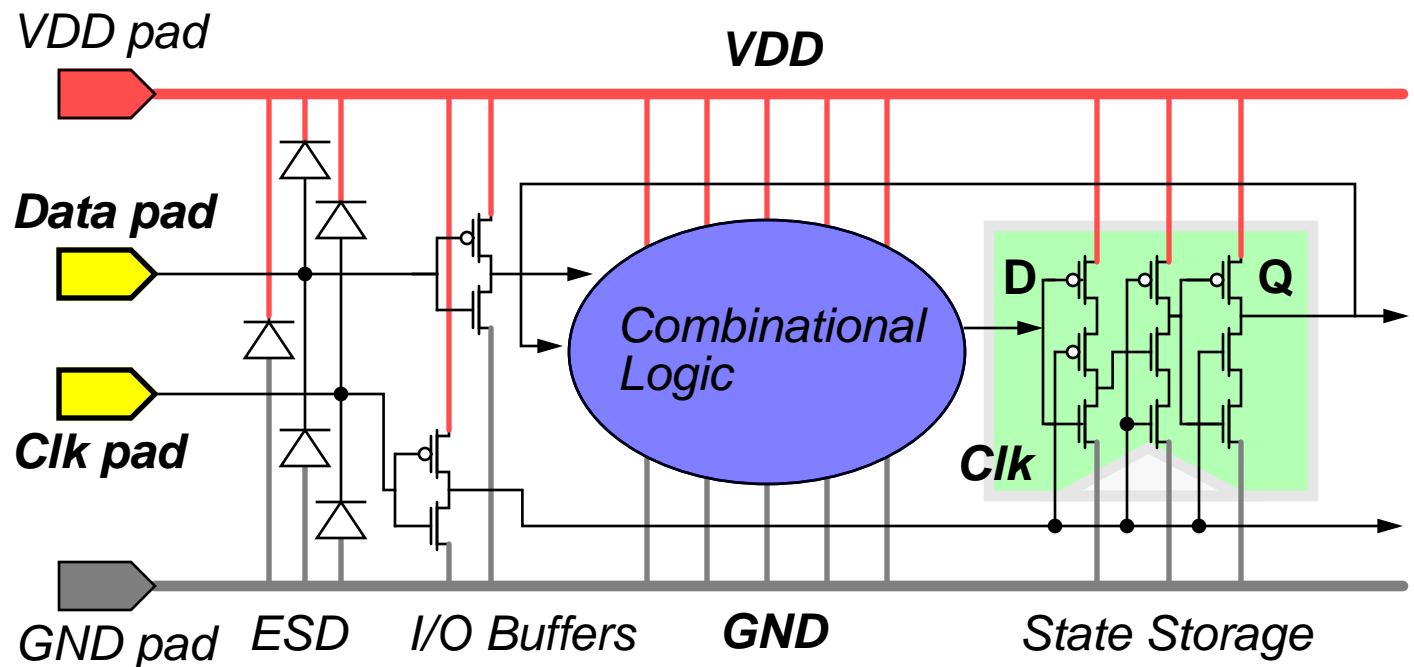 VDD pad
VDD
Data pad
D
Q
Combinational
Logic
Clk pad
Clk
GND pad
ESD
I/O Buffers
GND
State Storage